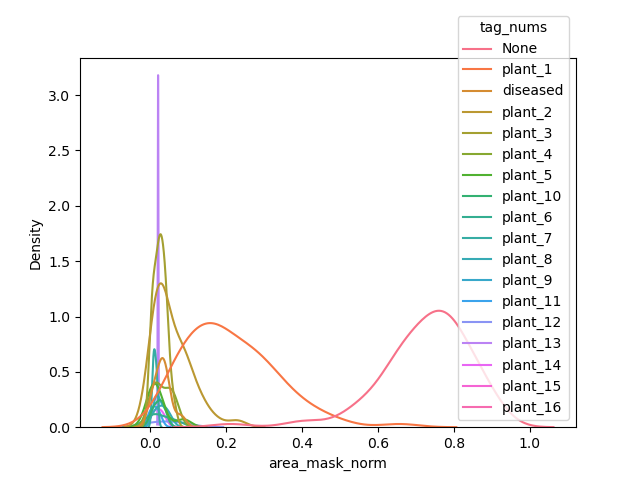 tag_nums
None
plant_1
diseased
plant_2
plant_3
plant_4
plant_5
plant_10
plant_6
plant_7
plant_8
plant_9
plant_11
plant_12
plant_13
plant_14
plant_15
plant_16
Density
3.0
2.5
2.0
1.5
1.0
0.5
0.0
0.0 0.2 0.4 0.6 0.8 1.0
area_mask_norm